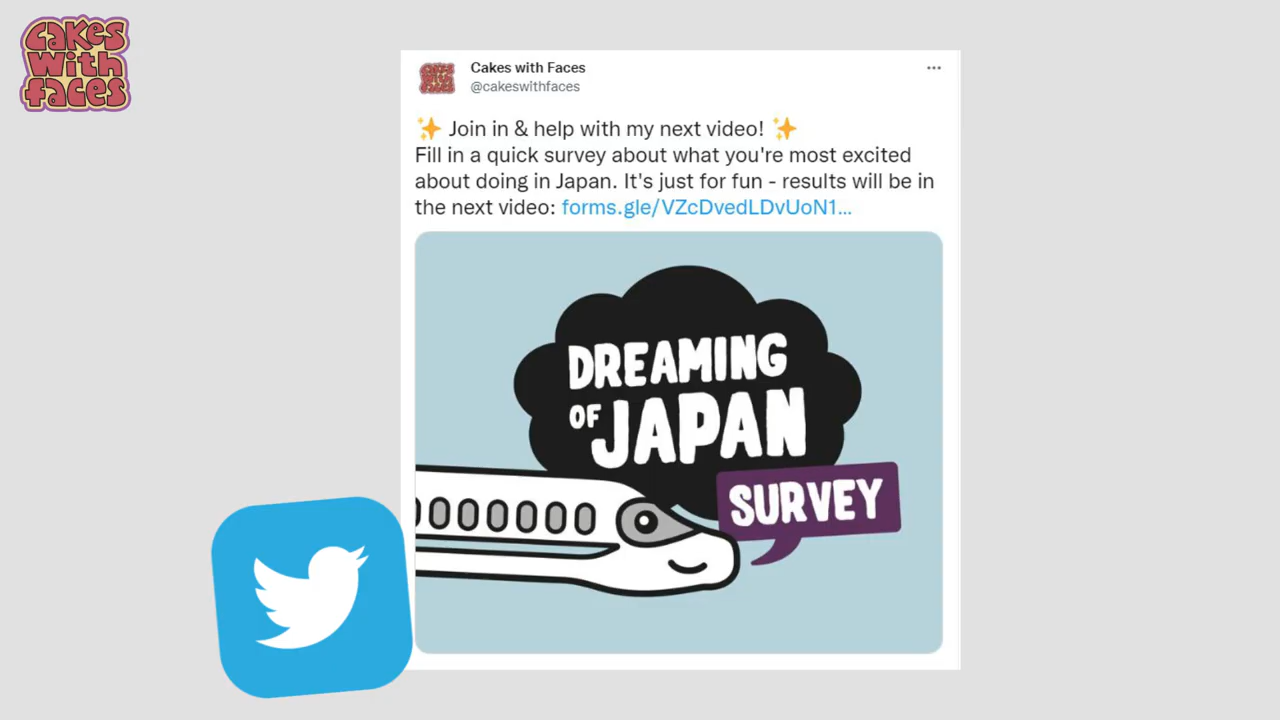 Cakes
With
faces
Cakes with Faces
@cakeswithfaces
✨ Join in & help with my next video! ✨
Fill in a quick survey about what you're most excited
about doing in Japan. It's just for fun - results will be in
the next video: forms.gle/VZcDvedLDvUoN1...
DREAMING
OF JAPAN
SURVEY